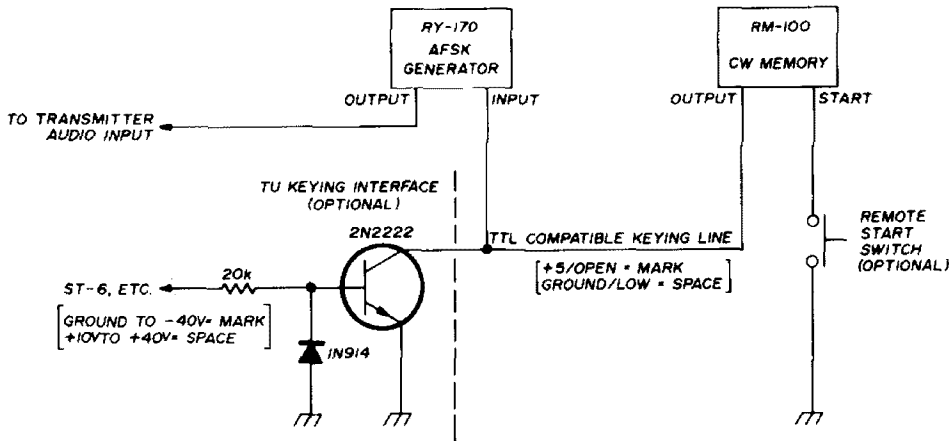 RY-170
AFSK
GENERATOR
OUTPUT
INPUT
RM-100
CW MEMORY
OUTPUT
START
TO TRANSMITTER
AUDIO INPUT
TU KEYING INTERFACE
(OPTIONAL)
2N2222
TTL COMPATIBLE KEYING LINE
+5/OPEN = MARK
GROUND/LOW = SPACE
REMOTE
START
SWITCH
(OPTIONAL)
20k
ST-6, ETC.
GROUND TO -40V= MARK
+10VTO +40V= SPACE
1N914